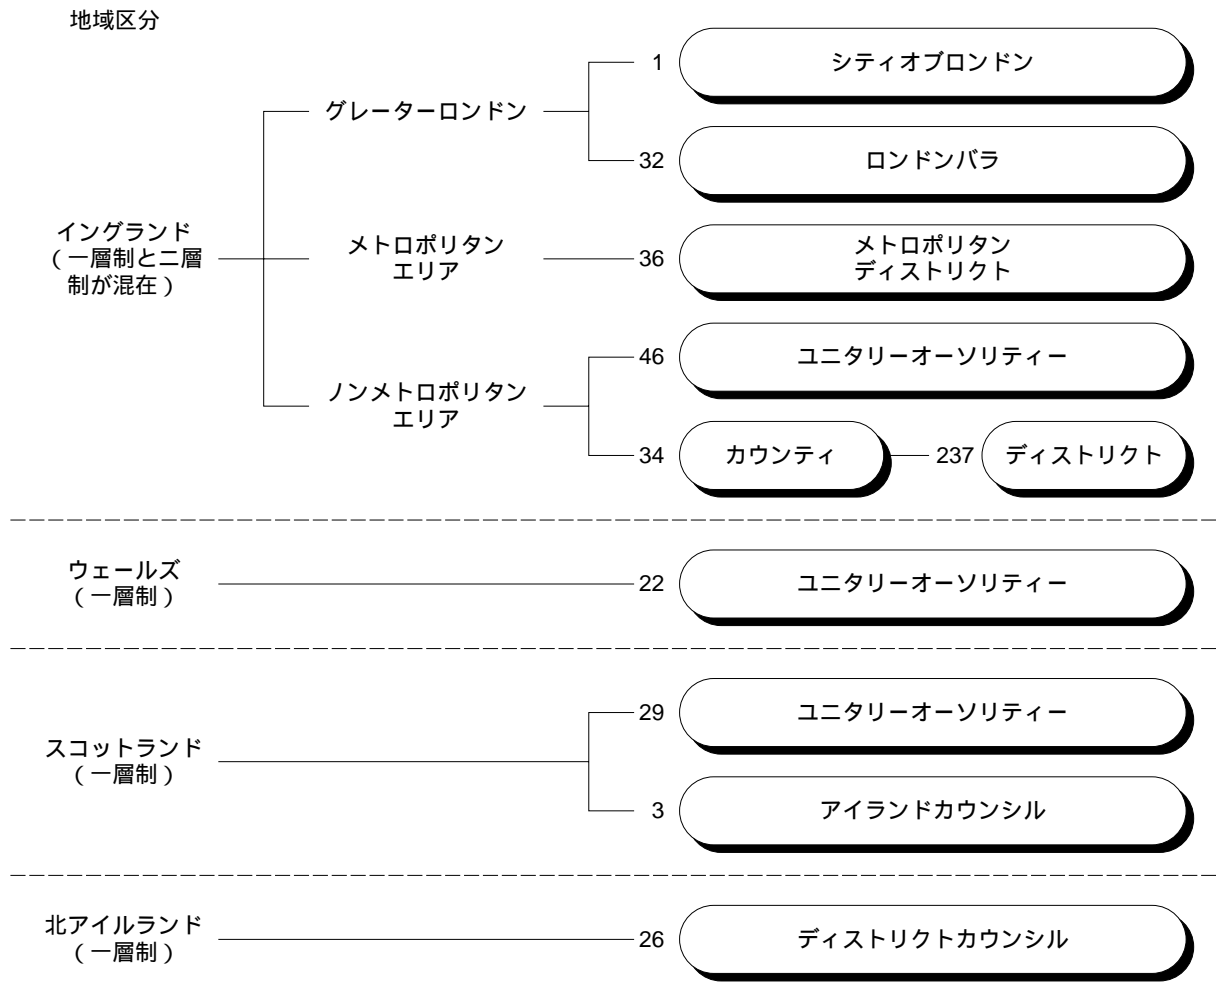 地域区分
1 シティオブロンドン
グレーターロンドン
32 ロンドンバラ
イングランド
（一層制と二層
制が混在）
メトロポリタン
エリア
36 メトロポリタン
ディストリクト
46 ユニタリーオーソリティー
ノンメトロポリタン
エリア
34 カウンティ 237 ディストリクト
ウェールズ
（一層制）
22 ユニタリーオーソリティー
29 ユニタリーオーソリティー
スコットランド
（一層制）
3 アイランドカウンシル
北アイルランド
（一層制）
26 ディストリクトカウンシル